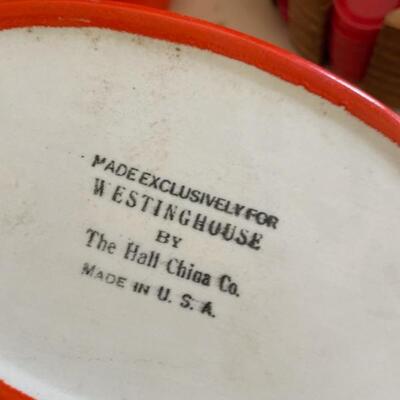 MADE EXCLUSIVELY FOR
WESTINGHOUSE
BY
The Hall China Co.
MADE IN U. S. A.